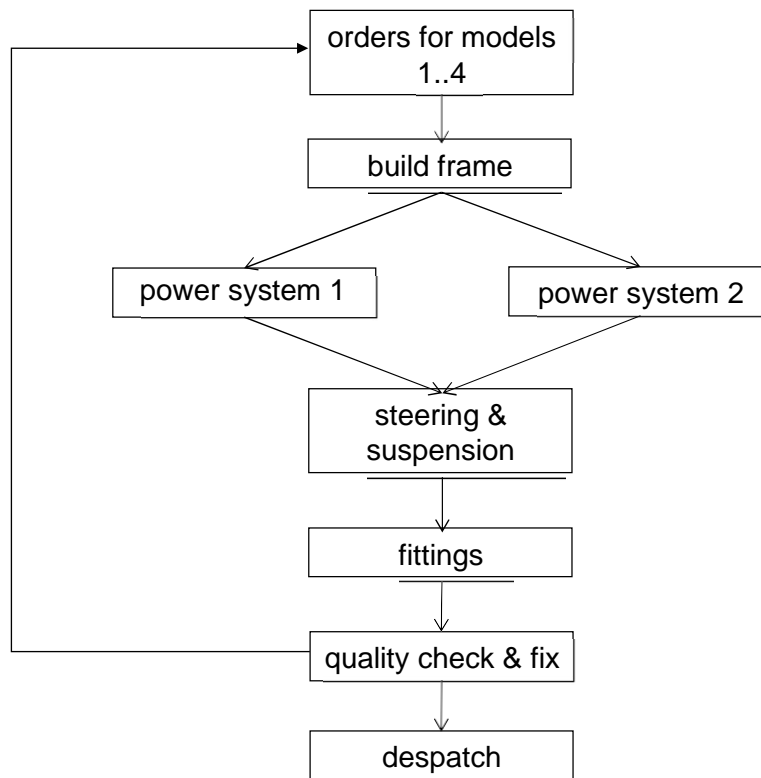 orders for models
1..4
build frame
power system 1
power system 2
steering &
suspension
fittings
quality check & fix
despatch